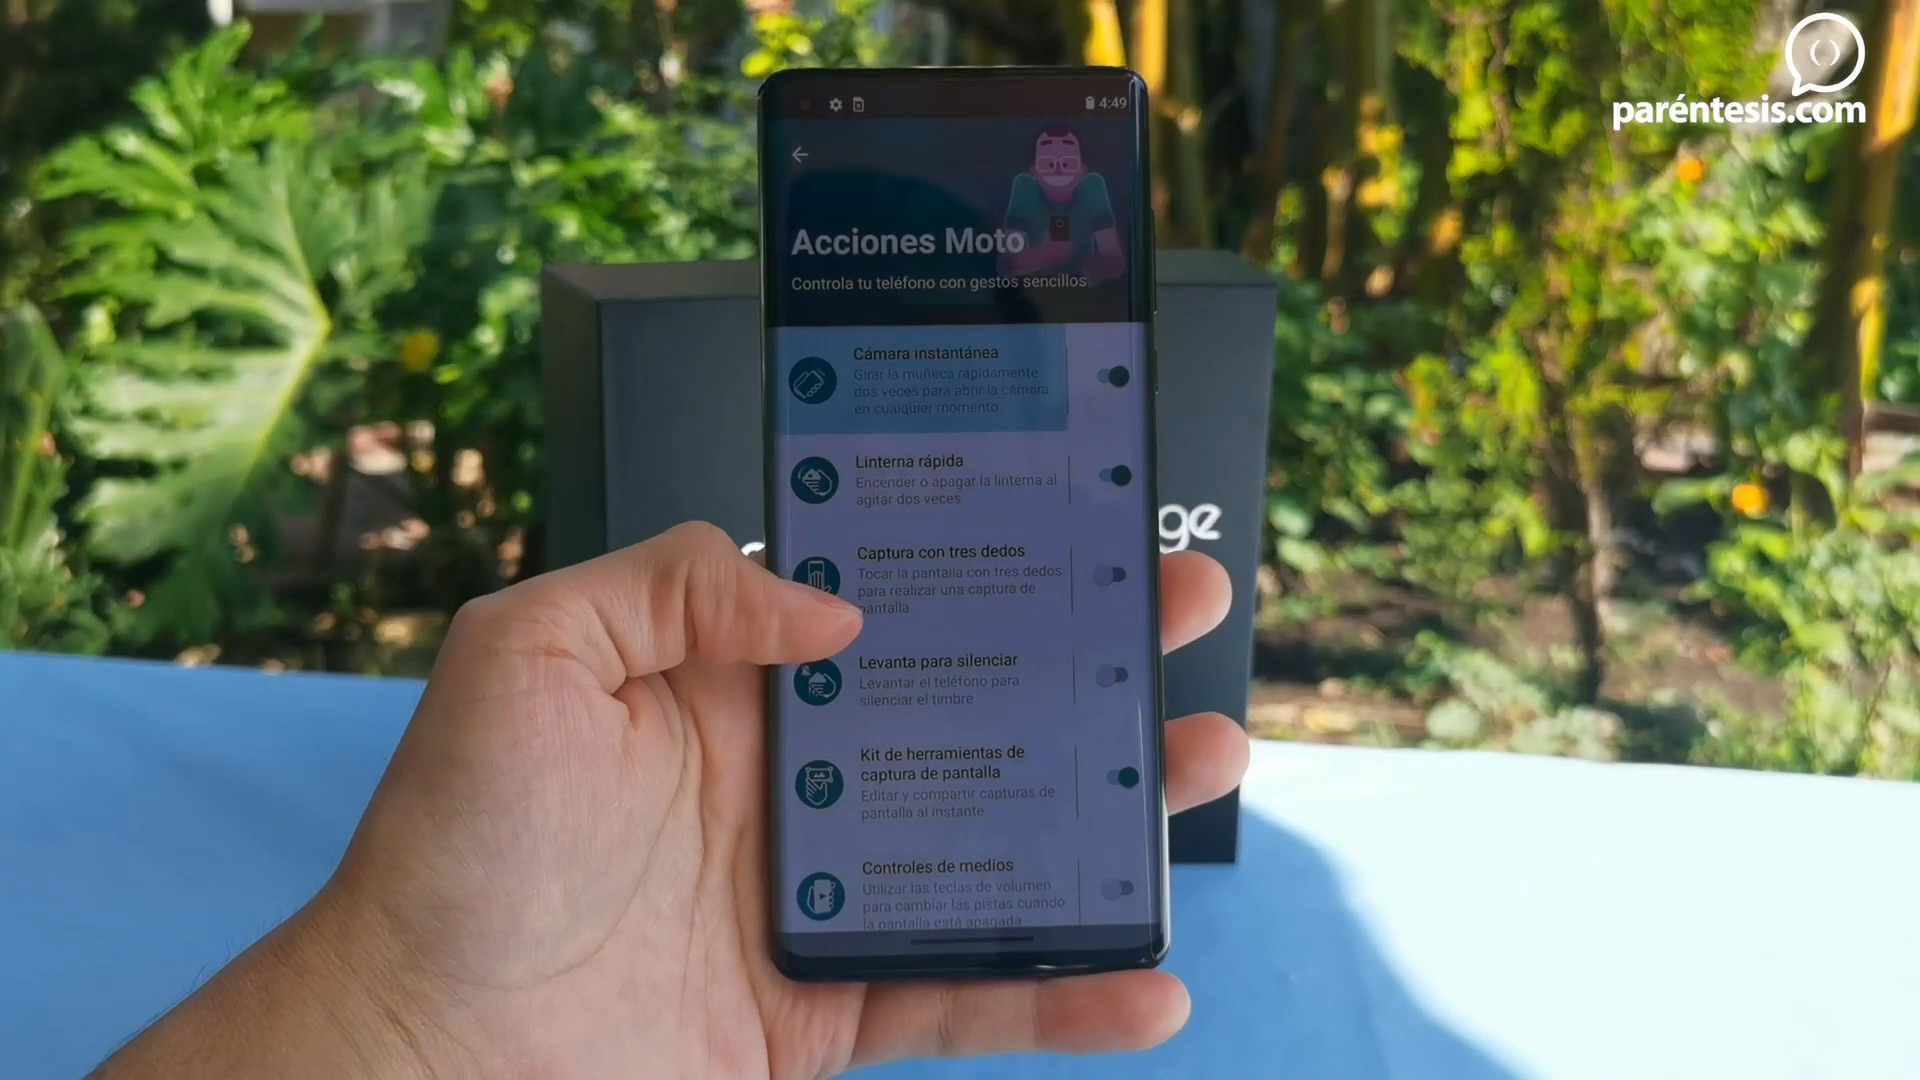 paréntesis.com
4:49
Acciones Moto
Controla tu teléfono con gestos sencillos
Cámara instantánea
Girar la muñeca rápidamente
dos veces para abrir la cámara
en cualquier momento
Linterna rápida
Encender o apagar la linterna al
agitar dos veces
Captura con tres dedos
Tocar la pantalla con tres dedos
para realizar una captura de
pantalla
Levanta para silenciar
Levantar el teléfono para
silenciar el timbre
Kit de herramientas de
captura de pantalla
Editar y compartir capturas de
pantalla al instante
Controles de medios
Utilizar las teclas de volumen
para cambiar las pistas cuando
la pantalla está apagada
ge